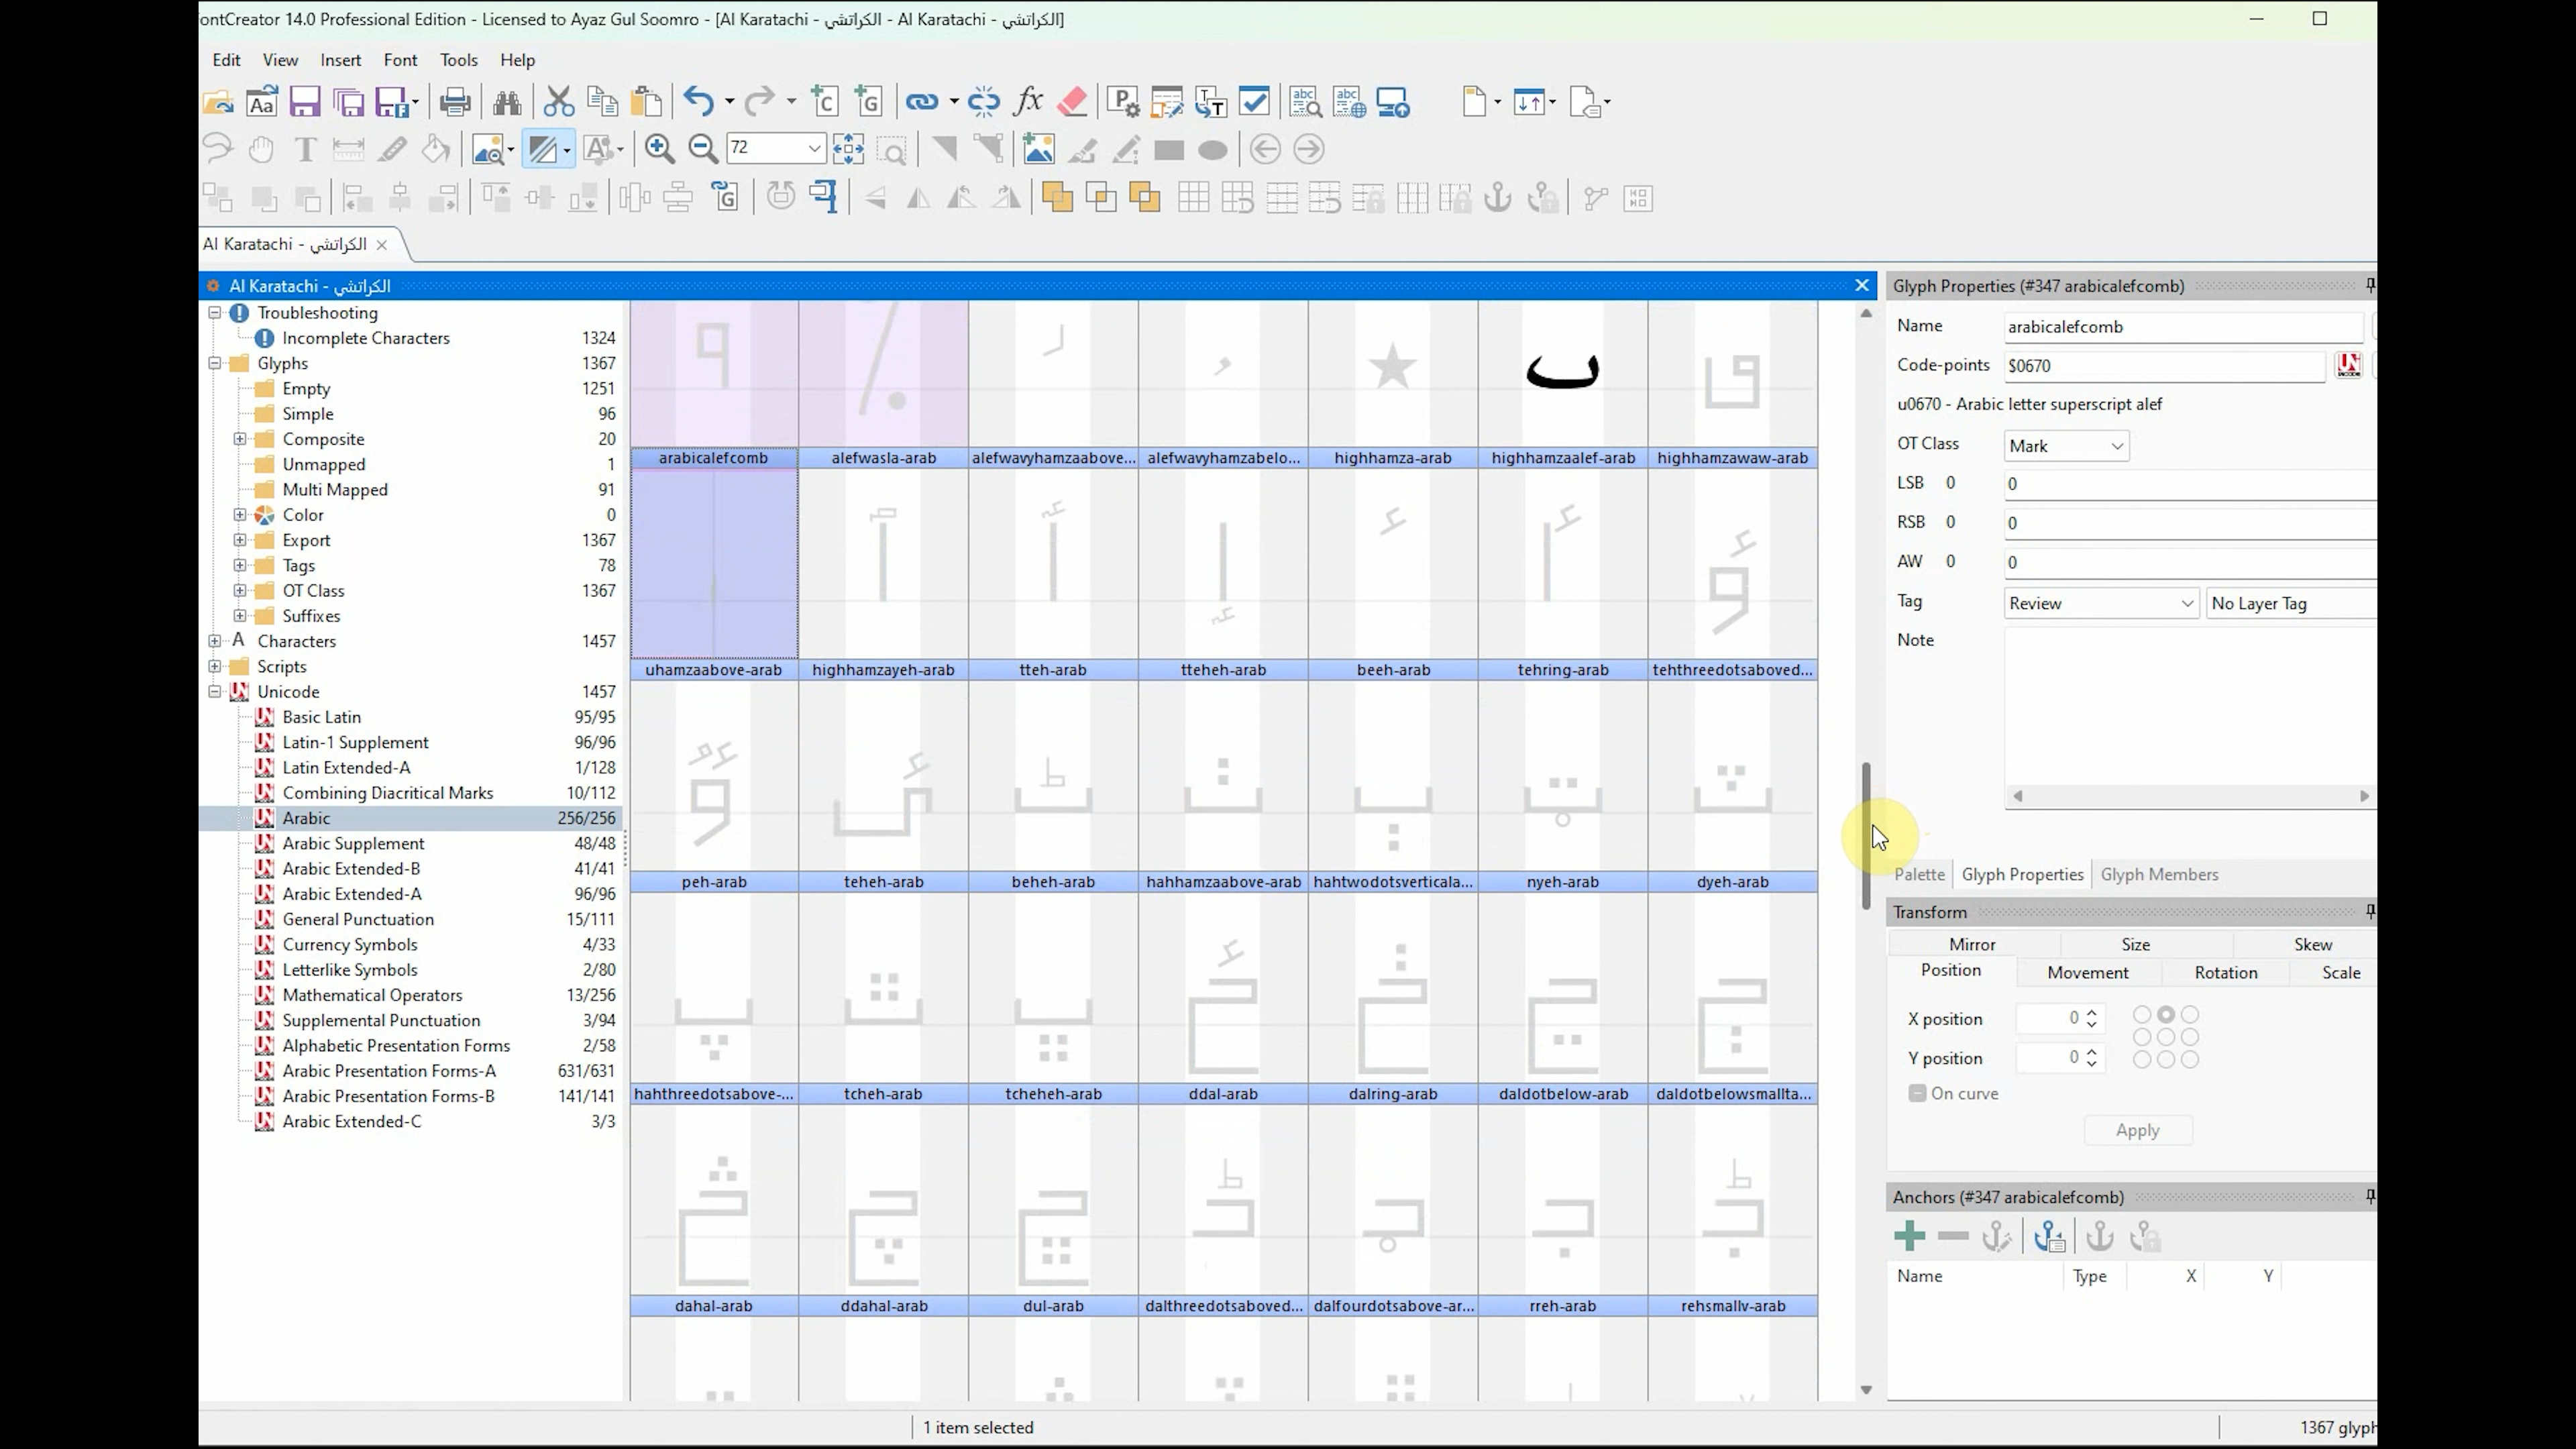 FontCreator 14.0 Professional Edition - Licensed to Ayaz Gul Soomro - [Al Karatachi - الكراتشي - Al Karatachi - الكراتشي]
Edit View Insert Font Tools Help
72
Al Karatachi - الكراتشي
Al Karatachi - الكراتشي
Troubleshooting
Incomplete Characters 1324
Glyphs 1367
Empty 1251
Simple 96
Composite 20
Unmapped 1
Multi Mapped 91
Color 0
Export 1367
Tags 78
OT Class 1367
Suffixes
Characters 1457
Scripts
Unicode 1457
Basic Latin 95/95
Latin-1 Supplement 96/96
Latin Extended-A 1/128
Combining Diacritical Marks 10/112
Arabic 256/256
Arabic Supplement 48/48
Arabic Extended-B 41/41
Arabic Extended-A 96/96
General Punctuation 15/111
Currency Symbols 4/33
Letterlike Symbols 2/80
Mathematical Operators 13/256
Supplemental Punctuation 3/94
Alphabetic Presentation Forms 2/58
Arabic Presentation Forms-A 631/631
Arabic Presentation Forms-B 141/141
Arabic Extended-C 3/3
arabicalefcomb alefwasla-arab alefwavyhamzaabove... alefwavyhamzabelo... highhamza-arab highhamzaalef-arab highhamzawaw-arab
uhamzaabove-arab highhamzayeh-arab tteh-arab tteheh-arab beeh-arab tehring-arab tehthreedotsaboved...
peh-arab teheh-arab beheh-arab hahhamzaabove-arab hahtwodotsverticala... nyeh-arab dyeh-arab
hahthreedotsabove-... tcheh-arab tcheheh-arab ddal-arab dalring-arab daldotbelow-arab daldotbelowsmallta...
dahal-arab ddahal-arab dul-arab dalthreedotsaboved... dalfourdotsabove-ar... rreh-arab rehsmallv-arab
Glyph Properties (#347 arabicalefcomb)
Name arabicalefcomb
Code-points $0670
u0670 - Arabic letter superscript alef
OT Class Mark
LSB 0 0
RSB 0 0
AW 0 0
Tag Review No Layer Tag
Note
Palette Glyph Properties Glyph Members
Transform
Mirror Size Skew
Position Movement Rotation Scale
X position 0
Y position 0
On curve
Apply
Anchors (#347 arabicalefcomb)
Name Type X Y
1 item selected
1367 glyph